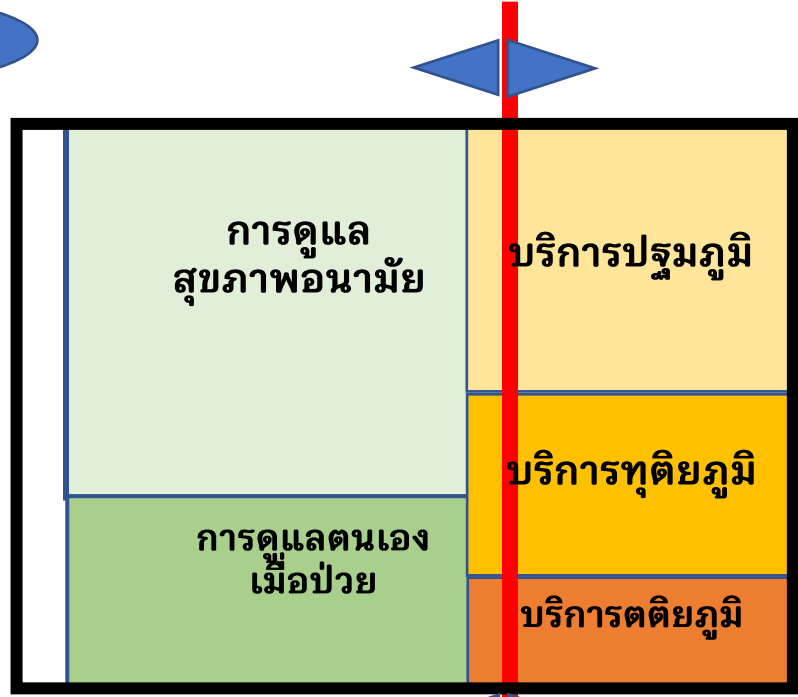 การดูแล
สุขภาพอนามัย
บริการปฐมภูมิ
บริการทุติยภูมิ
การดูแลตนเอง
เมื่อป่วย
บริการตติยภูมิ